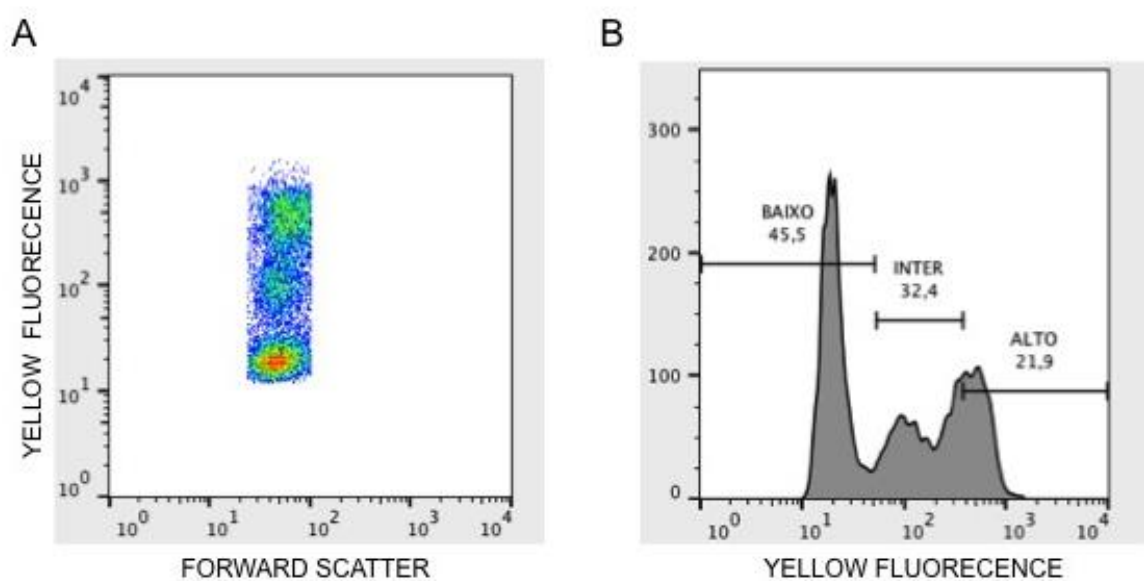 A
YELLOW FLUORECENCE
10^4
10^3
10^2
10^1
10^0
10^0 10^1 10^2 10^3 10^4
FORWARD SCATTER
B
300
200
100
0
BAIXO
45,5
INTER
32,4
ALTO
21,9
10^0 10^1 10^2 10^3 10^4
YELLOW FLUORECENCE